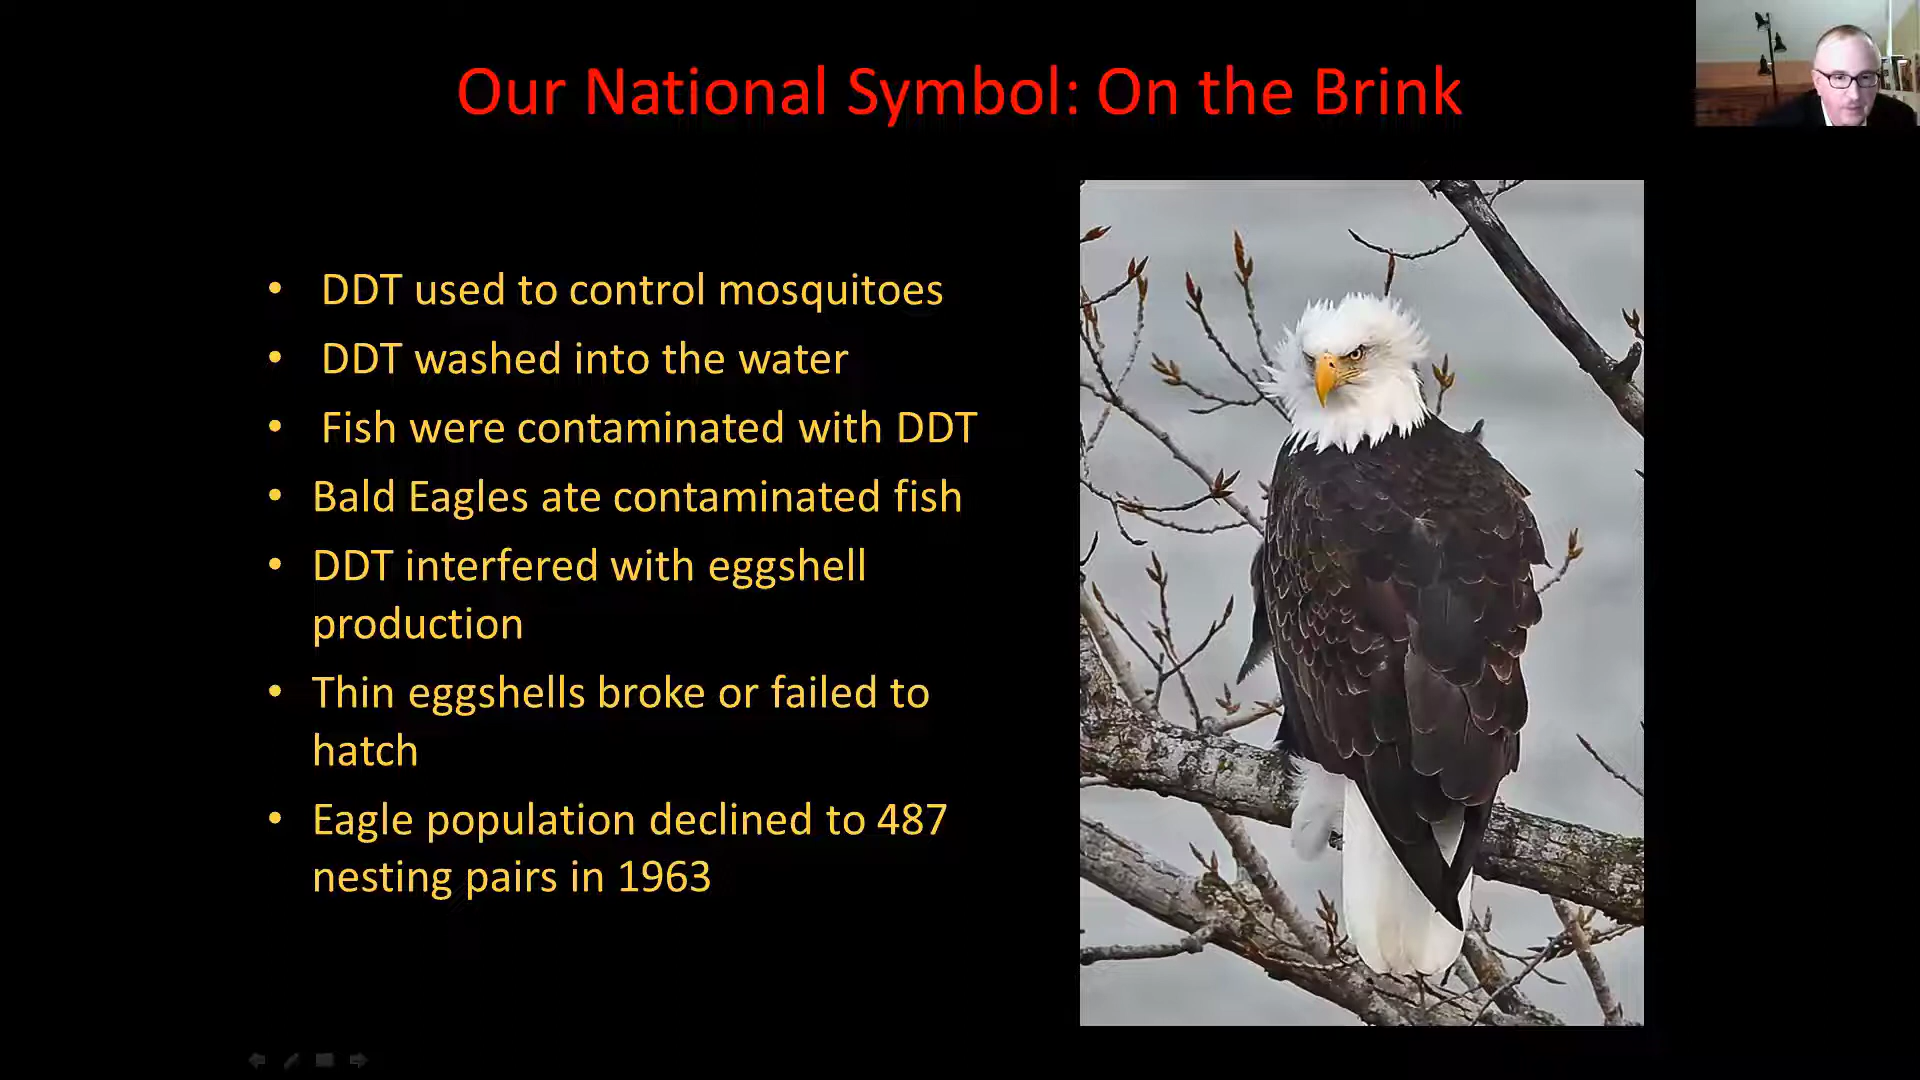 Our National Symbol: On the Brink
• DDT used to control mosquitoes
• DDT washed into the water
• Fish were contaminated with DDT
• Bald Eagles ate contaminated fish
• DDT interfered with eggshell
production
• Thin eggshells broke or failed to
hatch
• Eagle population declined to 487
nesting pairs in 1963